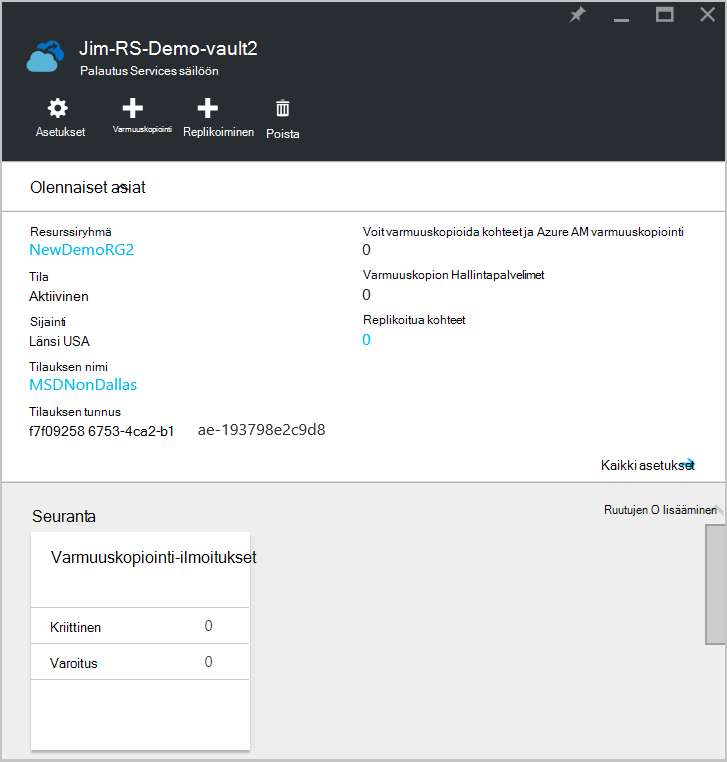 Jim-RS-Demo-vault2
Palautus Services säilöön
Asetukset
Varmuuskopiointi
Replikoiminen
Poista
Olennaiset asiat
Resurssiryhmä
NewDemoRG2
Tila
Aktiivinen
Sijainti
Länsi USA
Tilauksen nimi
MSDNonDallas
Tilauksen tunnus
f7f09258 6753-4ca2-b1 ae-193798e2c9d8
Voit varmuuskopioida kohteet ja Azure AM varmuuskopiointi
0
Varmuuskopion Hallintapalvelimet
0
Replikoitua kohteet
0
Kaikki asetukset
Seuranta
Ruutujen O lisääminen
Varmuuskopiointi-ilmoitukset
Kriittinen 0
Varoitus 0